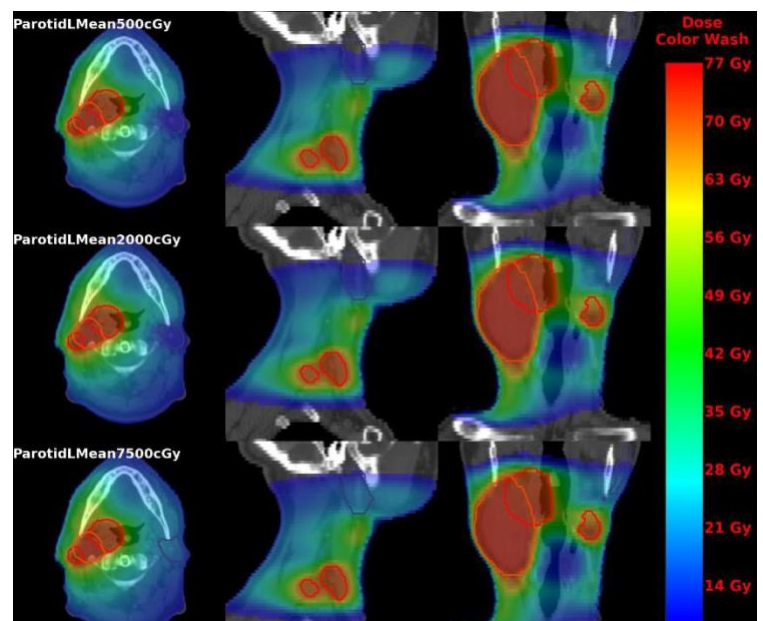 ParotidLMean500cGy
Dose
Color Wash
77 Gy
70 Gy
63 Gy
56 Gy
49 Gy
42 Gy
35 Gy
28 Gy
21 Gy
14 Gy
ParotidLMean2000cGy
ParotidLMean7500cGy